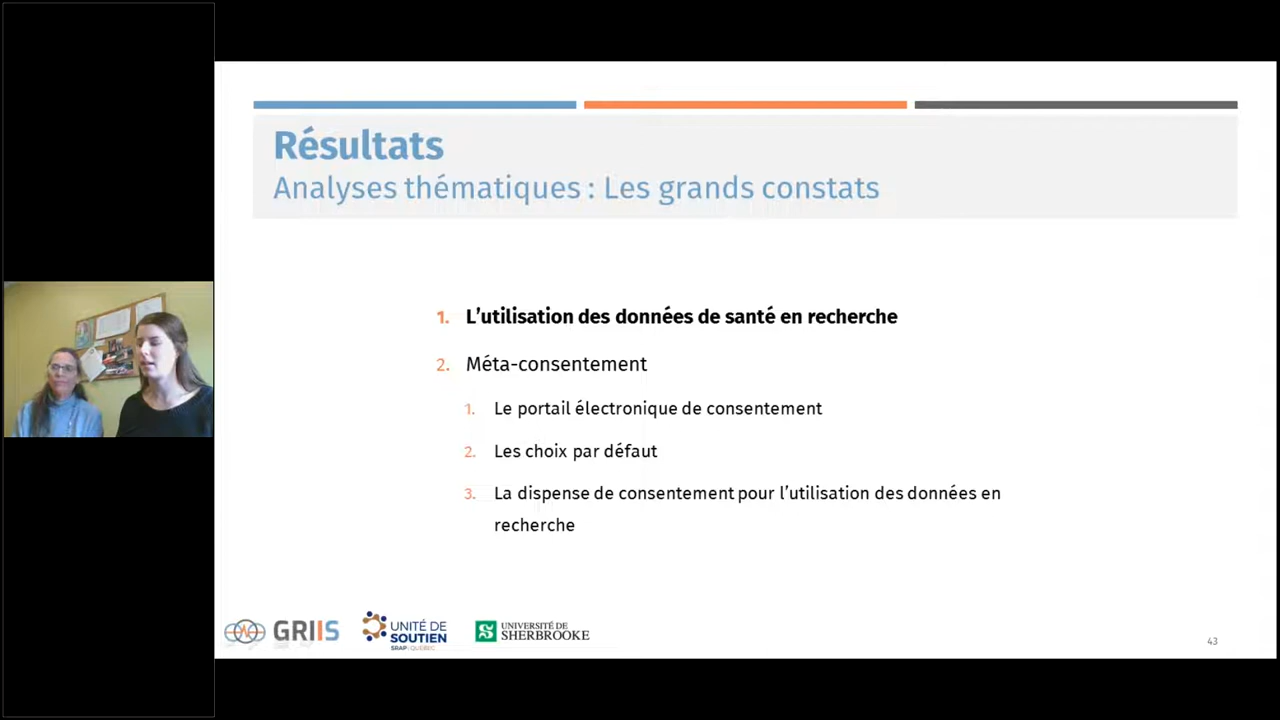 Résultats
Analyses thématiques : Les grands constats
1. L'utilisation des données de santé en recherche
2. Méta-consentement
1. Le portail électronique de consentement
2. Les choix par défaut
3. La dispense de consentement pour l'utilisation des données en
recherche
GRIIS
UNITÉ DE
SOUTIEN
SRAP QUÉBEC
UNIVERSITÉ DE
SHERBROOKE
43